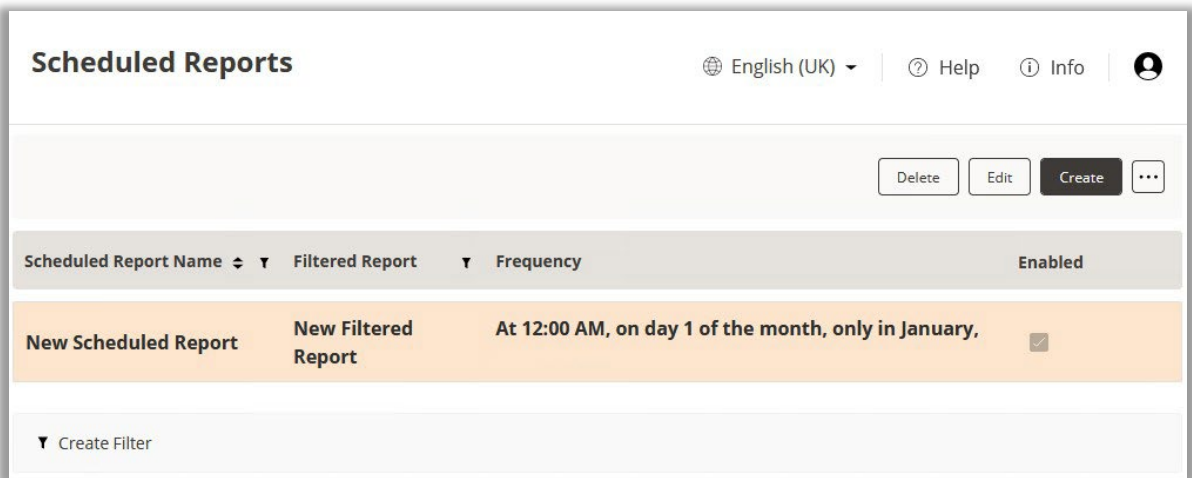 Scheduled Reports
English (UK)
Help
Info
Delete
Edit
Create
Scheduled Report Name
Filtered Report
Frequency
Enabled
New Scheduled Report
New Filtered
Report
At 12:00 AM, on day 1 of the month, only in January,
Create Filter